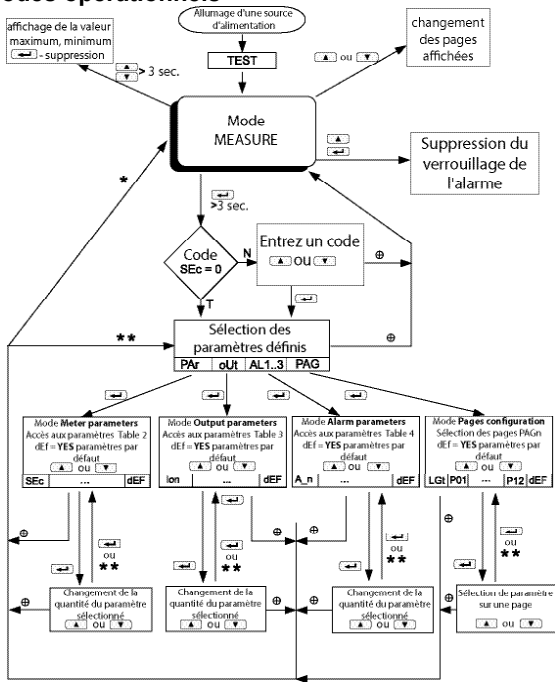 odes opérationnels
affichage de la valeur
maximum, minimum
- suppression
▲
▼ > 3 sec.
Allumage d'une source
d'alimentation
TEST
▲ ou ▼
changement
des pages
affichées
Mode
MEASURE
▲
Suppression du
verrouillage de
l'alarme
*
>3 sec.
Code
SEc = 0
N
T
Entrez un code
▲ ou ▼
⊕
**
Sélection des
paramètres définis
PAr oUt AL1..3 PAG
⊕
Mode Meter parameters
Accès aux paramètres Table 2
dEf = YES paramètres par
défaut
▲ ou ▼
SEc ... dEF
Mode Output parameters
Accès aux paramètres Table 3
dEf = YES paramètres par
défaut
▲ ou ▼
Ion ... dEF
Mode Alarm parameters
Accès aux paramètres Table 4
dEf = YES paramètres par
défaut
▲ ou ▼
A_n ... dEF
Mode Pages configuration
Sélection des pages PAGn
dEf = YES paramètres par
défaut
▲ ou ▼
LGt P01 ... P12 dEF
⊕
ou
**
⊕
ou
**
⊕
ou
**
⊕
ou
**
Changement de la
quantité du paramètre
sélectionné
▲ ou ▼
⊕
Changement de la
quantité du paramètre
sélectionné
▲ ou ▼
⊕
Changement de la
quantité du paramètre
sélectionné
▲ ou ▼
⊕
Sélection de paramètre
sur une page
▲ ou ▼